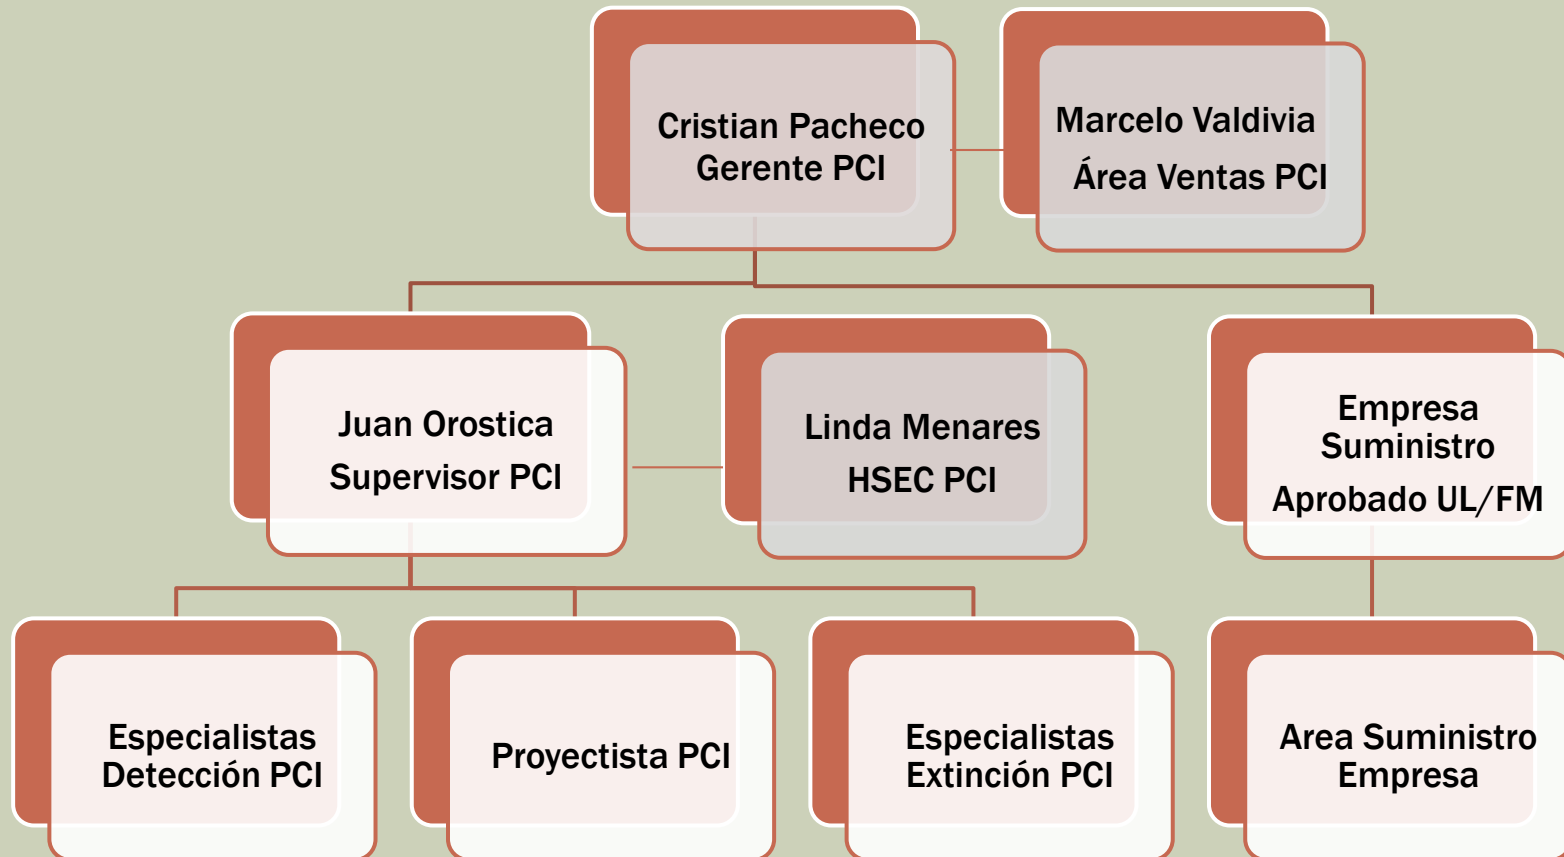 Cristian Pacheco
Gerente PCI
Marcelo Valdivia
Área Ventas PCI
Juan Orostica
Supervisor PCI
Linda Menares
HSEC PCI
Empresa
Suministro
Aprobado UL/FM
Especialistas
Detección PCI
Proyectista PCI
Especialistas
Extinción PCI
Area Suministro
Empresa